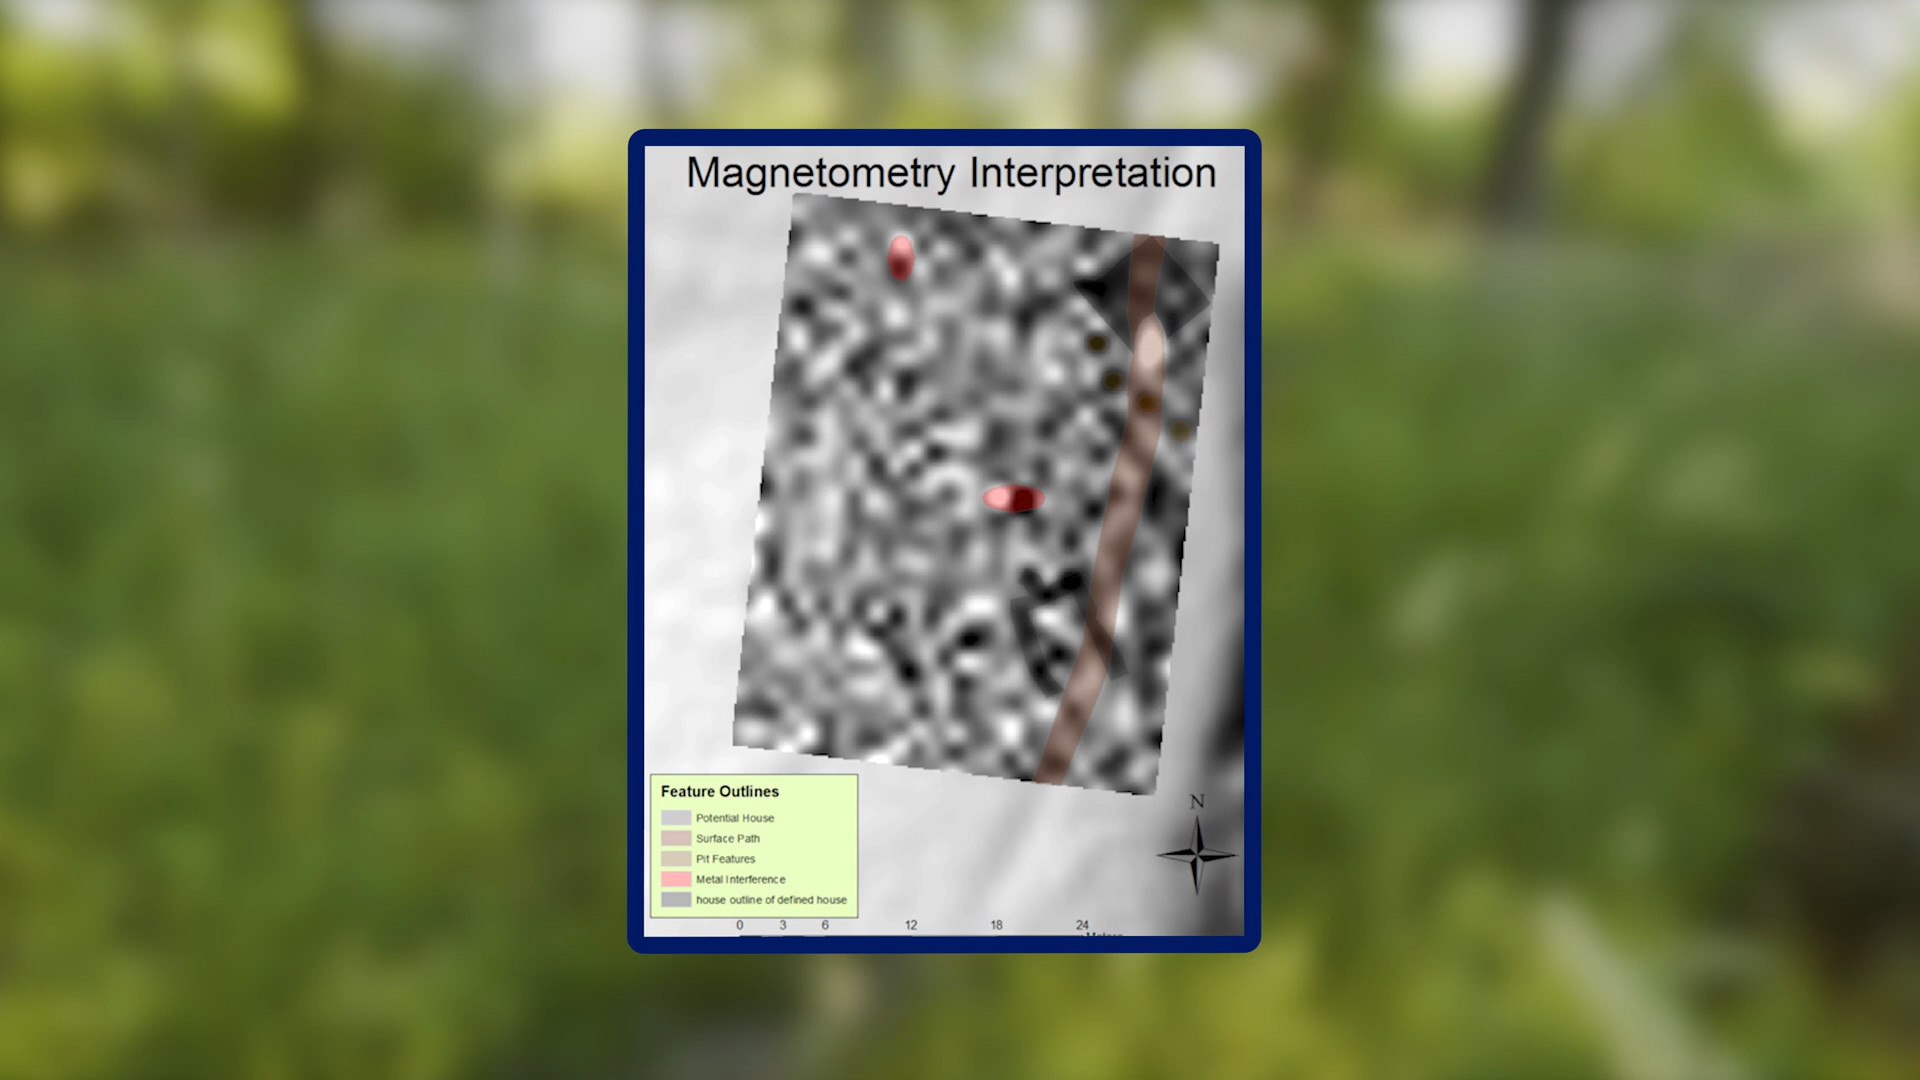 Magnetometry Interpretation
Feature Outlines
Potential House
Surface Path
Pit Features
Metal Interference
house outline of defined house
N
0 3 6 12 18 24